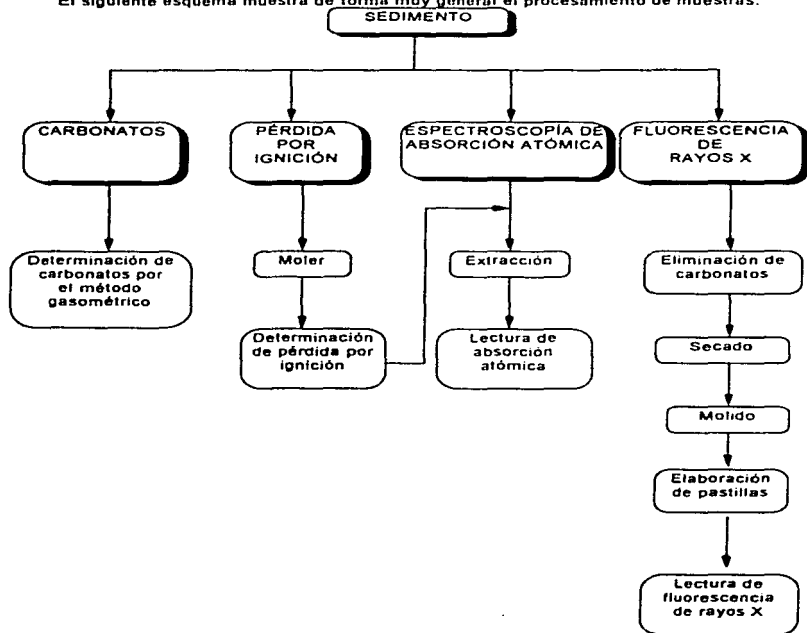 El siguiente esquema muestra de forma muy general el procesamiento de muestras.
SEDIMENTO
CARBONATOS
PÉRDIDA
POR
IGNICIÓN
ESPECTROSCOPÍA DE
ABSORCIÓN ATÓMICA
FLUORESCENCIA
DE
RAYOS X
Determinación de
carbonatos por
el método
gasométrico
Moler
Determinación
de pérdida por
ignición
Extracción
Lectura de
absorción
atómica
Eliminación de
carbonatos
Secado
Molido
Elaboración
de pastillas
Lectura de
fluorescencia
de rayos X